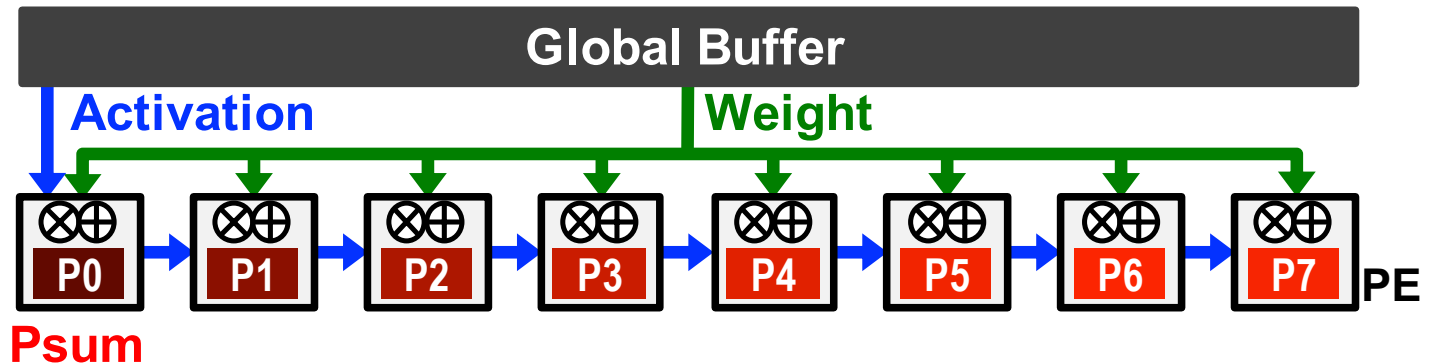 Global Buffer
Activation
Weight
P0 P1 P2 P3 P4 P5 P6 P7
PE
Psum